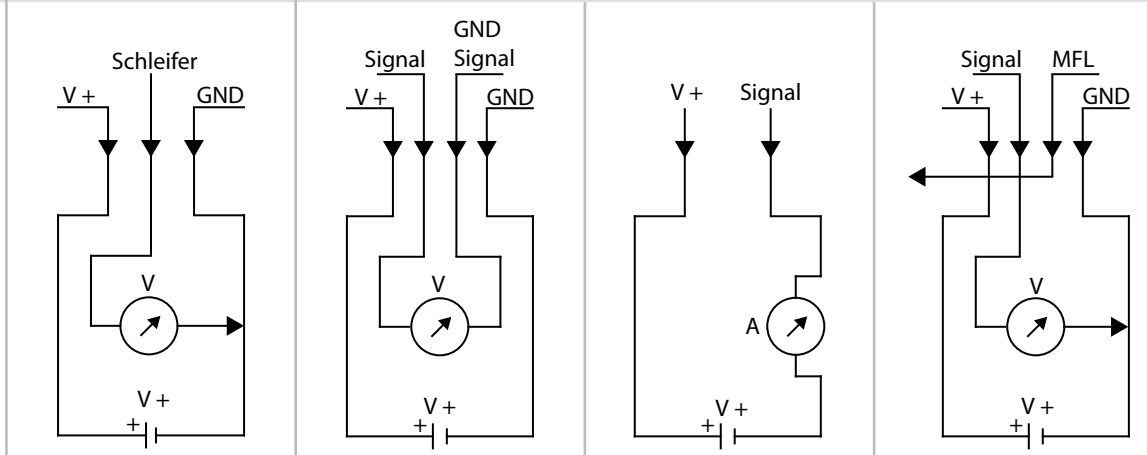 Schleifer
V +
GND
V
V +
+
GND
Signal
Signal
V +
GND
V
V +
+
V +
Signal
A
V +
+
Signal
MFL
V +
GND
V
V +
+